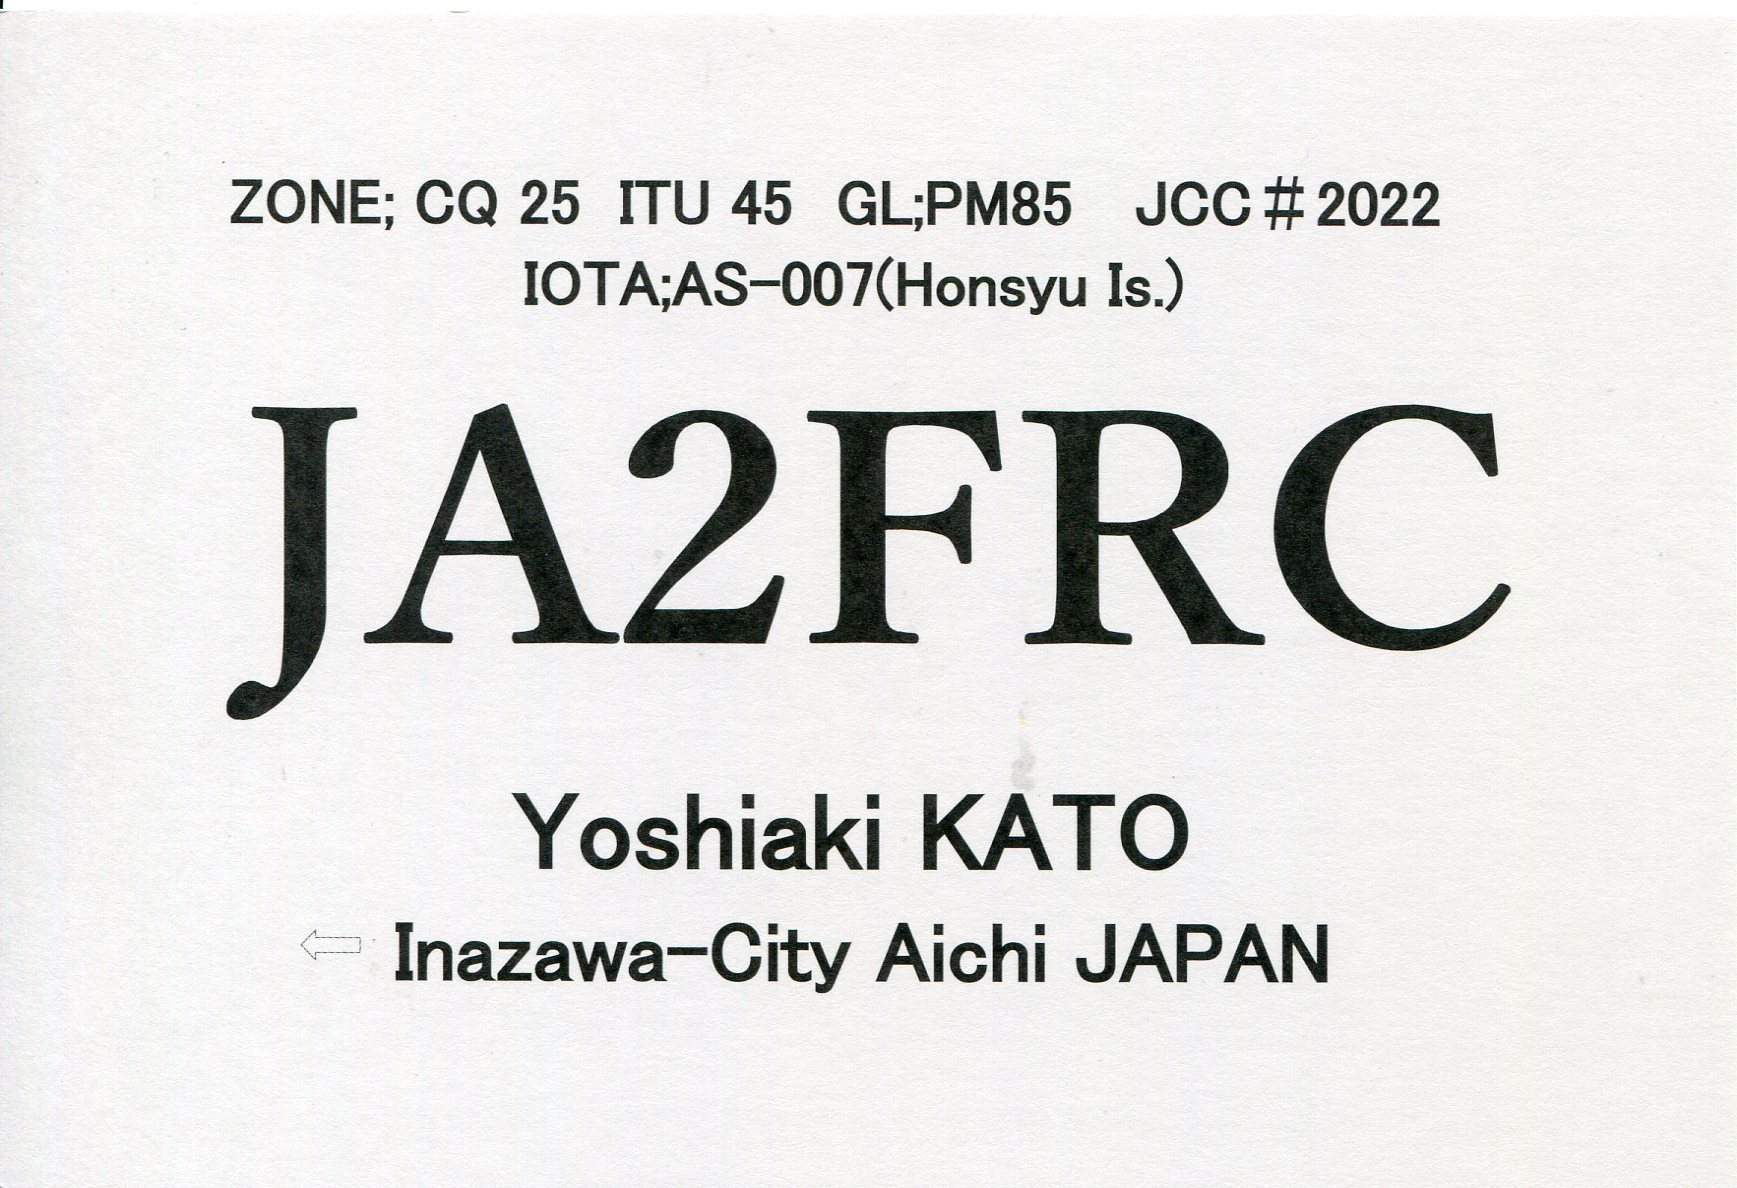 ZONE; CQ 25 ITU 45 GL;PM85 JCC＃2022
IOTA;AS-007(Honsyu Is.)
JA2FRC
Yoshiaki KATO
Inazawa-City Aichi JAPAN